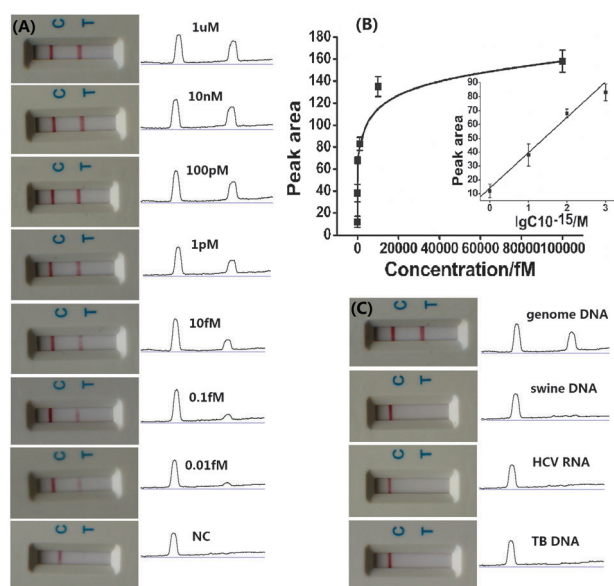 (A)
C T
1uM
C T
10nM
C T
100pM
C T
1pM
C T
10fM
C T
0.1fM
C T
0.01fM
C T
NC
(B)
Peak area
180
160
140
120
100
80
60
40
20
0
0 20000 40000 60000 80000 100000
Concentration/fM
Peak area
90
80
70
60
50
40
30
20
10
0 1 2 3
lgC10-15/M
(C)
C T
genome DNA
C T
swine DNA
C T
HCV RNA
C T
TB DNA